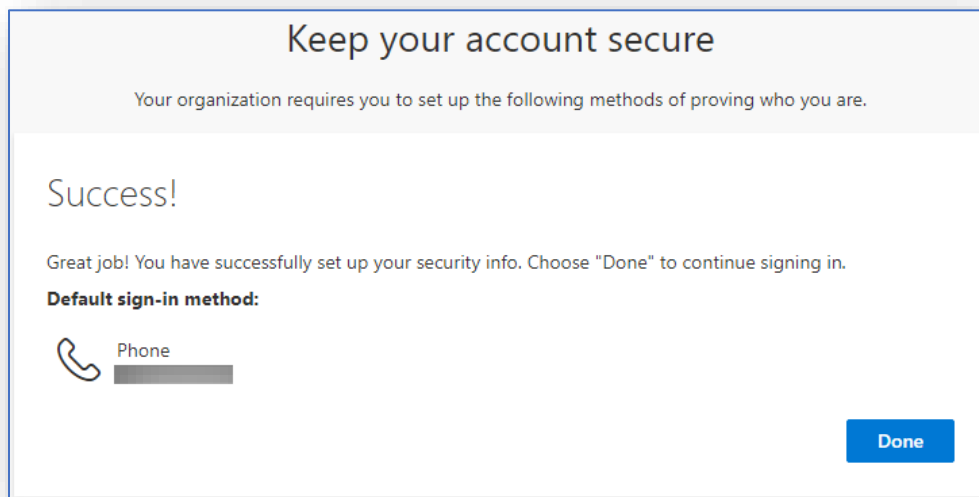 Keep your account secure
Your organization requires you to set up the following methods of proving who you are.
Success!
Great job! You have successfully set up your security info. Choose "Done" to continue signing in.
Default sign-in method:
Phone
Done